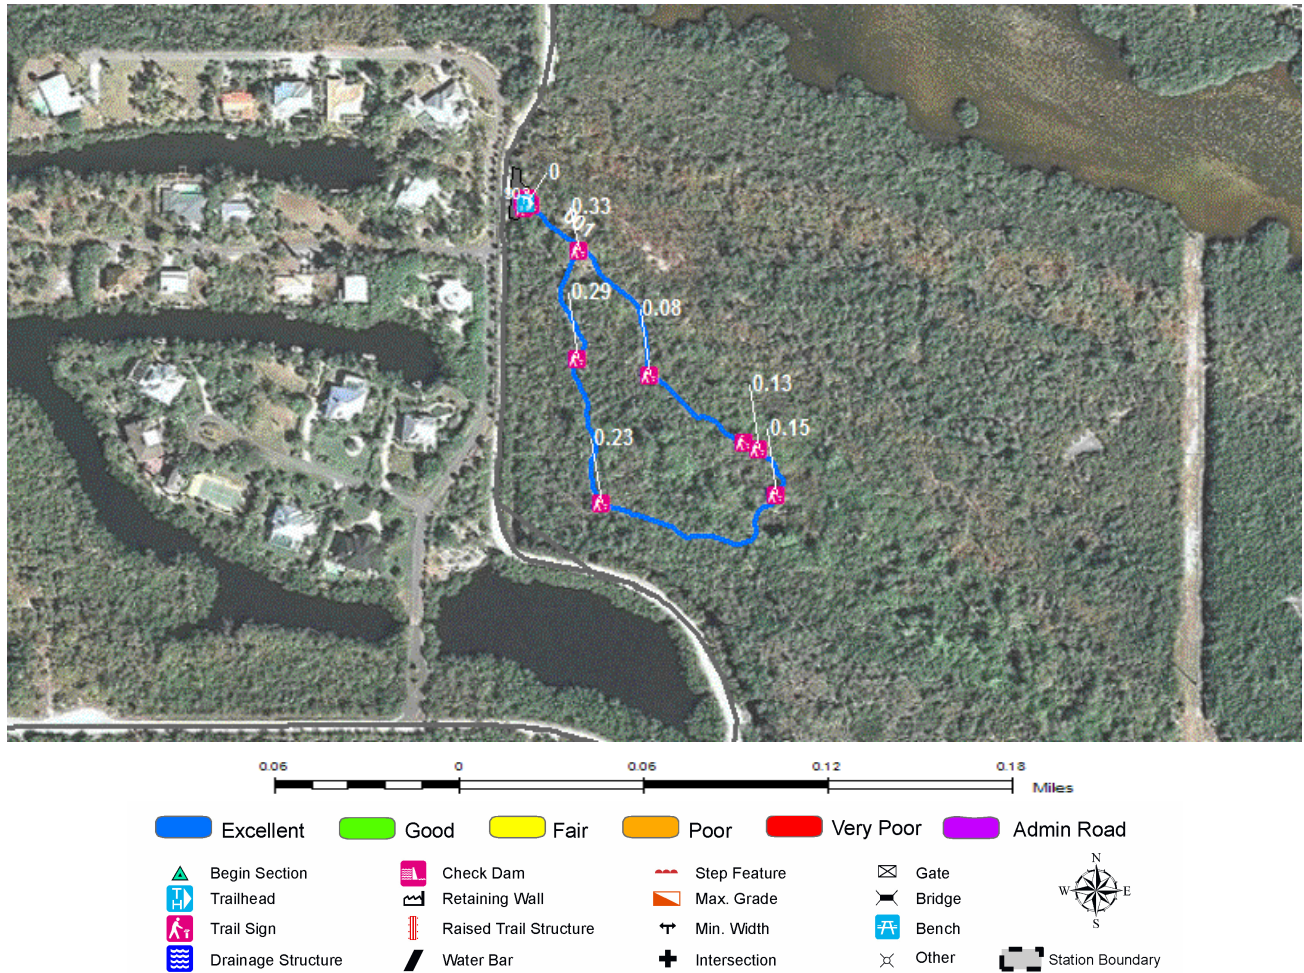 0
0.33
001
0.29
0.08
0.13
0.15
0.23
0.06 0 0.06 0.12 0.18
Miles
Excellent Good Fair Poor Very Poor Admin Road
Begin Section Check Dam Step Feature Gate
TH Trailhead Retaining Wall Max. Grade Bridge
Trail Sign Raised Trail Structure Min. Width Bench
Drainage Structure Water Bar Intersection Other Station Boundary
N
W E
S